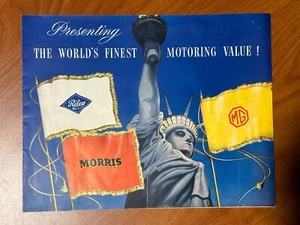 Presenting
THE WORLD'S FINEST MOTORING VALUE !
Riley
MG
MORRIS